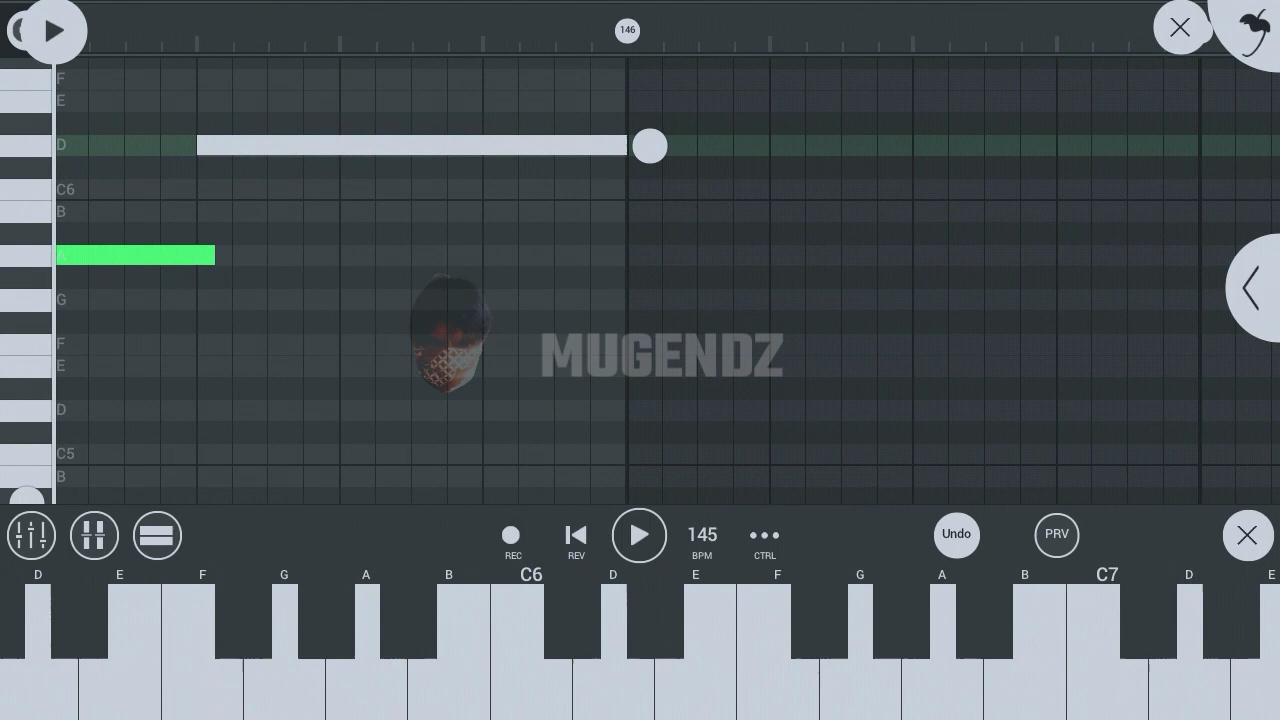 146
F
E
D
C6
B
A
G
F
E
D
C5
B
MUGENDZ
REC
REV
145
BPM
CTRL
Undo
PRV
D E F G A B C6 D E F G A B C7 D E